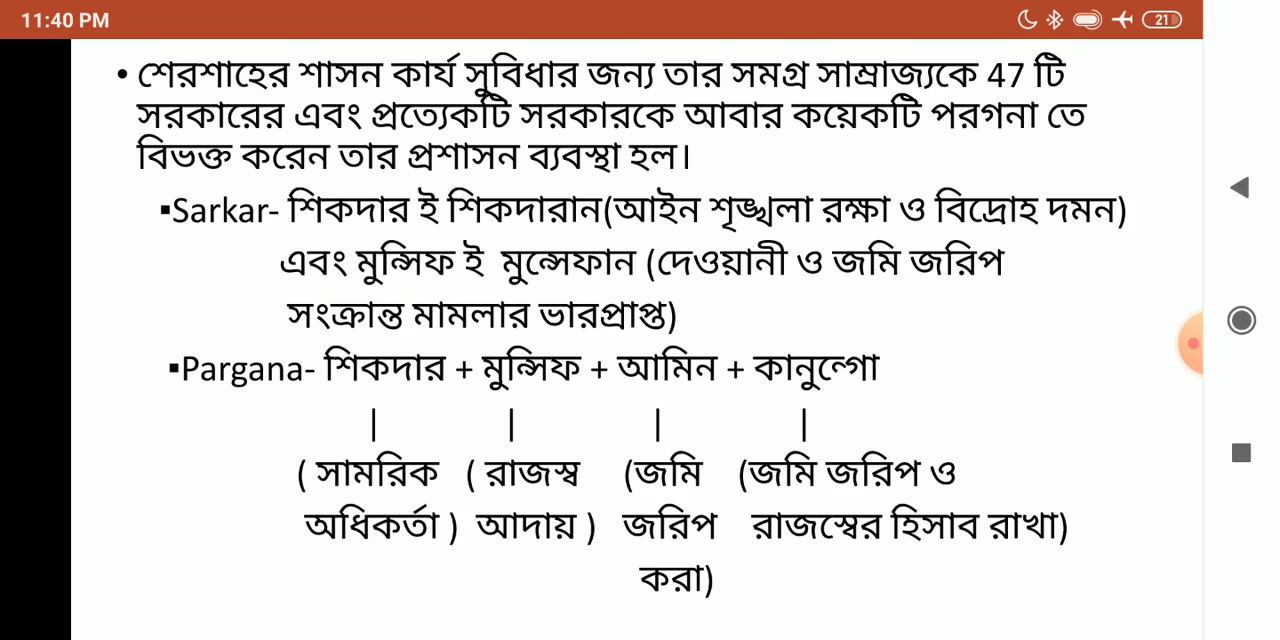 11:40 PM
21
• শেরশাহের শাসন কার্য সুবিধার জন্য তার সমগ্র সাম্রাজ্যকে 47 টি
সরকারের এবং প্রত্যেকটি সরকারকে আবার কয়েকটি পরগনা তে
বিভক্ত করেন তার প্রশাসন ব্যবস্থা হল।
▪Sarkar- শিকদার ই শিকদারান(আইন শৃঙ্খলা রক্ষা ও বিদ্রোহ দমন)
এবং মুন্সিফ ই মুন্সেফান (দেওয়ানী ও জমি জরিপ
সংক্রান্ত মামলার ভারপ্রাপ্ত)
▪Pargana- শিকদার + মুন্সিফ + আমিন + কানুনগো
| | | |
( সামরিক ( রাজস্ব (জমি (জমি জরিপ ও
অধিকর্তা ) আদায় ) জরিপ রাজস্বের হিসাব রাখা)
করা)